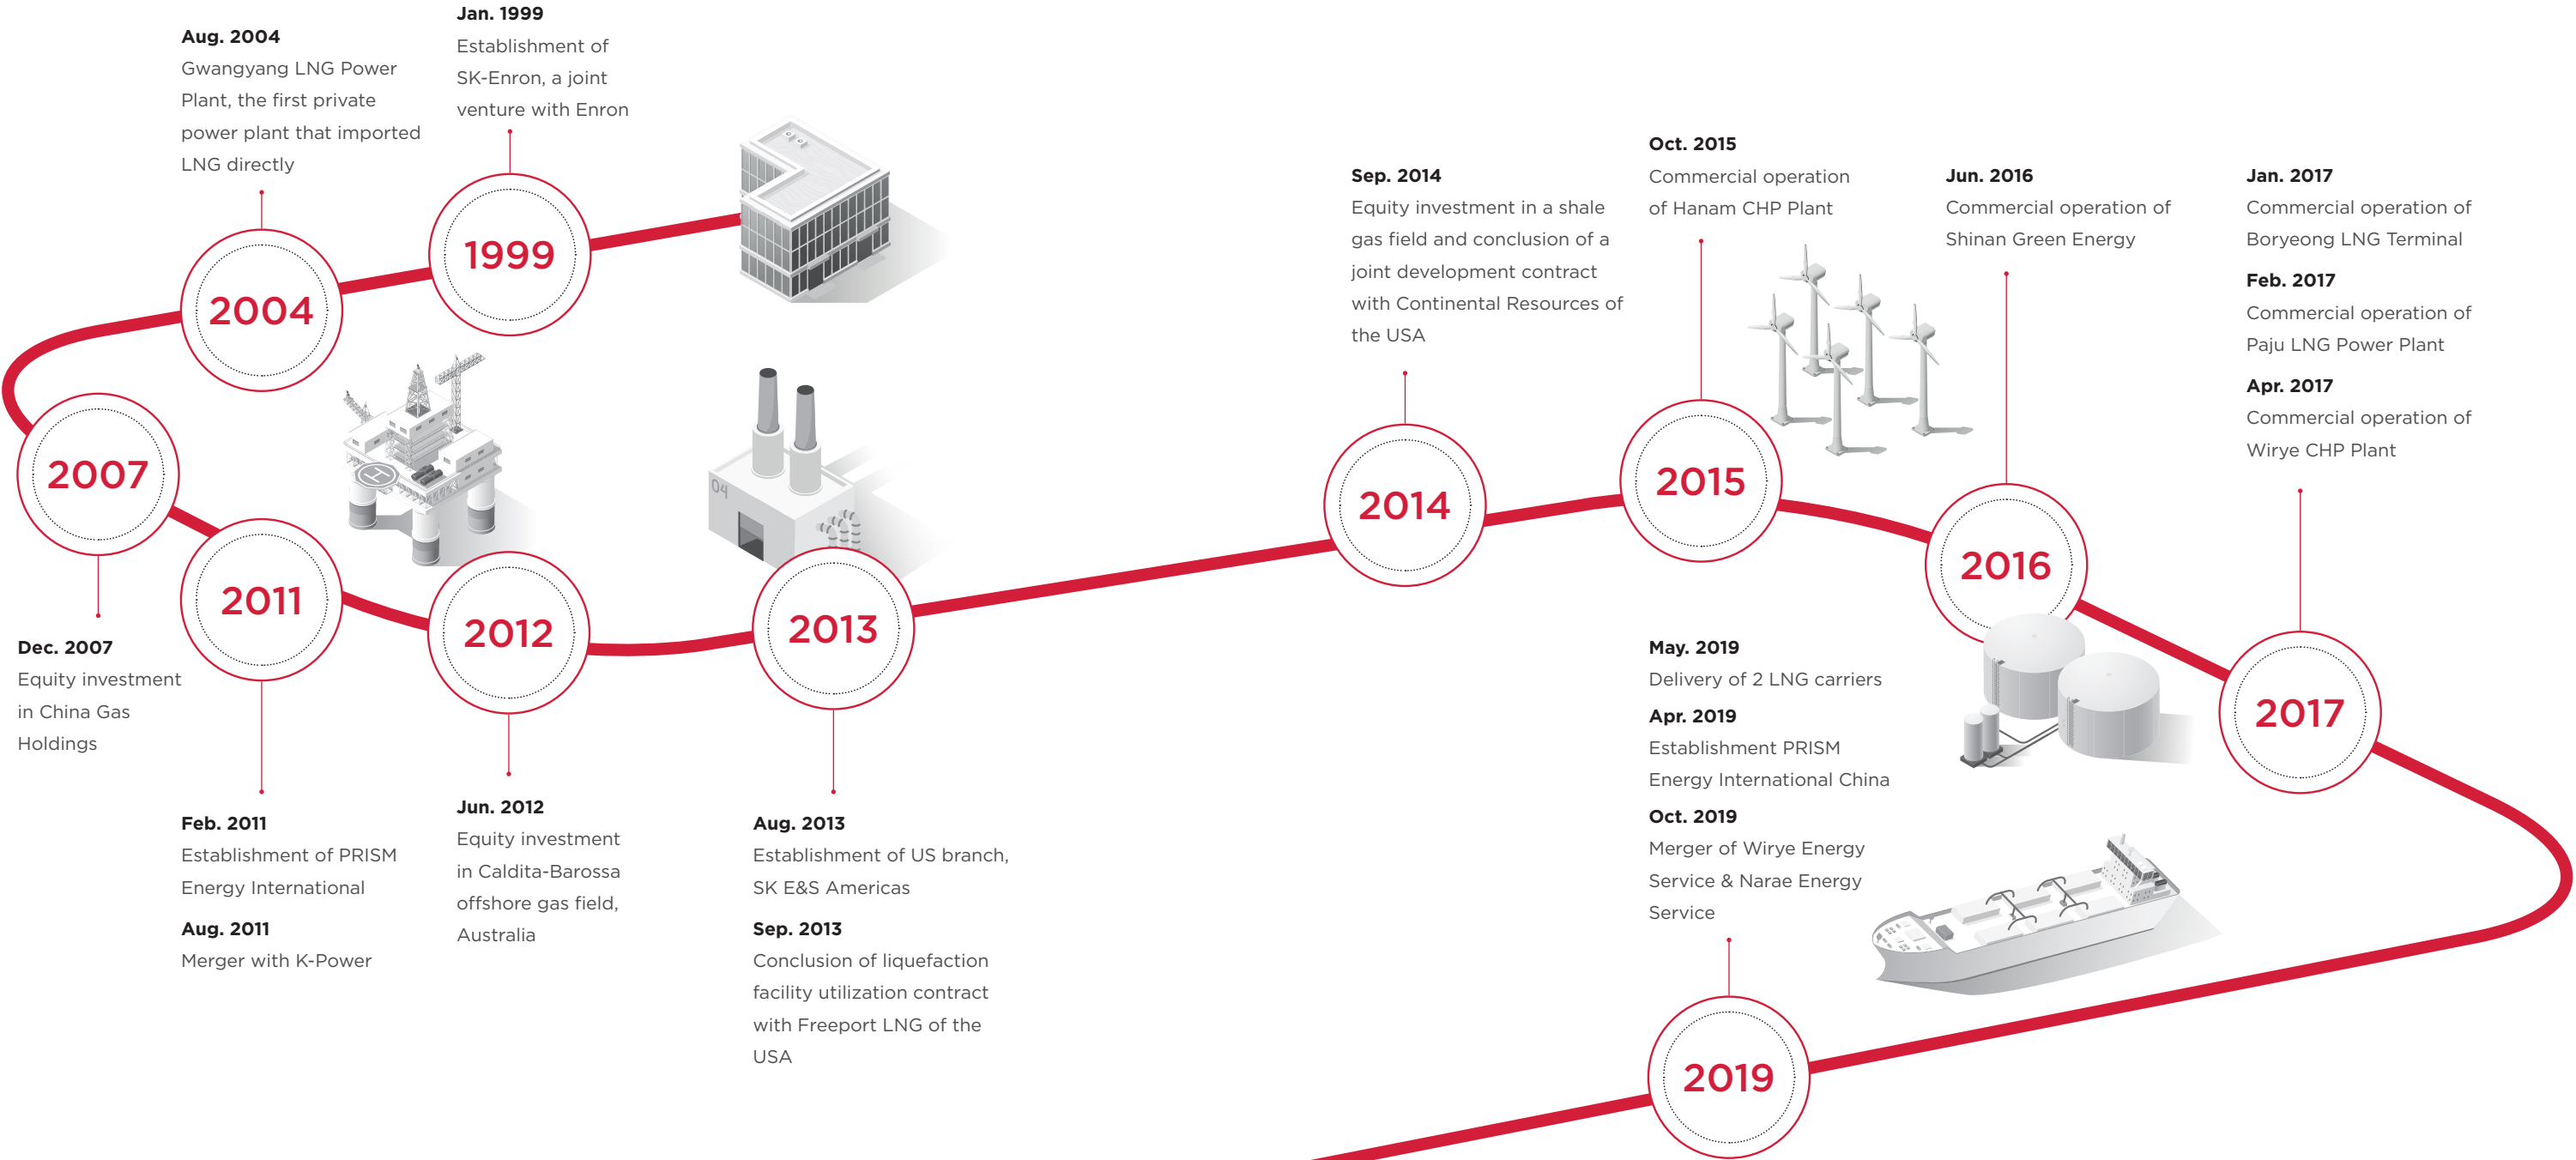 Jan. 1999
Establishment of
SK-Enron, a joint
venture with Enron
1999
Aug. 2004
Gwangyang LNG Power
Plant, the first private
power plant that imported
LNG directly
2004
2007
Dec. 2007
Equity investment
in China Gas
Holdings
2011
Feb. 2011
Establishment of PRISM
Energy International
Aug. 2011
Merger with K-Power
2012
Jun. 2012
Equity investment
in Caldita-Barossa
offshore gas field,
Australia
04
2013
Aug. 2013
Establishment of US branch,
SK E&S Americas
Sep. 2013
Conclusion of liquefaction
facility utilization contract
with Freeport LNG of the
USA
Sep. 2014
Equity investment in a shale
gas field and conclusion of a
joint development contract
with Continental Resources of
the USA
2014
Oct. 2015
Commercial operation
of Hanam CHP Plant
2015
Jun. 2016
Commercial operation of
Shinan Green Energy
2016
Jan. 2017
Commercial operation of
Boryeong LNG Terminal
Feb. 2017
Commercial operation of
Paju LNG Power Plant
Apr. 2017
Commercial operation of
Wirye CHP Plant
2017
May. 2019
Delivery of 2 LNG carriers
Apr. 2019
Establishment PRISM
Energy International China
Oct. 2019
Merger of Wirye Energy
Service & Narae Energy
Service
2019